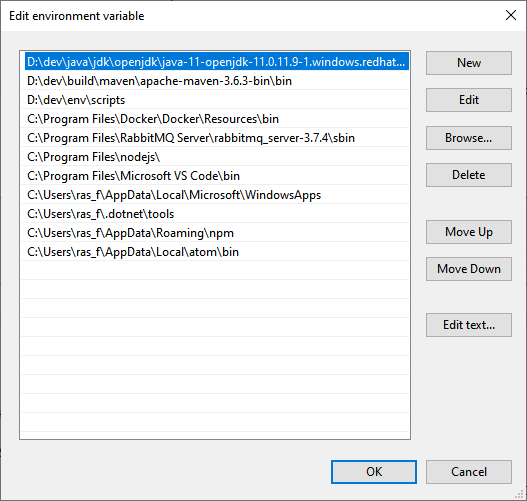 Edit environment variable
D:\dev\java\jdk\openjdk\java-11-openjdk-11.0.11.9-1.windows.redhat...
D:\dev\build\maven\apache-maven-3.6.3-bin\bin
D:\dev\env\scripts
C:\Program Files\Docker\Docker\Resources\bin
C:\Program Files\RabbitMQ Server\rabbitmq_server-3.7.4\sbin
C:\Program Files\nodejs\
C:\Program Files\Microsoft VS Code\bin
C:\Users\ras_f\AppData\Local\Microsoft\WindowsApps
C:\Users\ras_f\.dotnet\tools
C:\Users\ras_f\AppData\Roaming\npm
C:\Users\ras_f\AppData\Local\atom\bin
New
Edit
Browse...
Delete
Move Up
Move Down
Edit text...
OK
Cancel